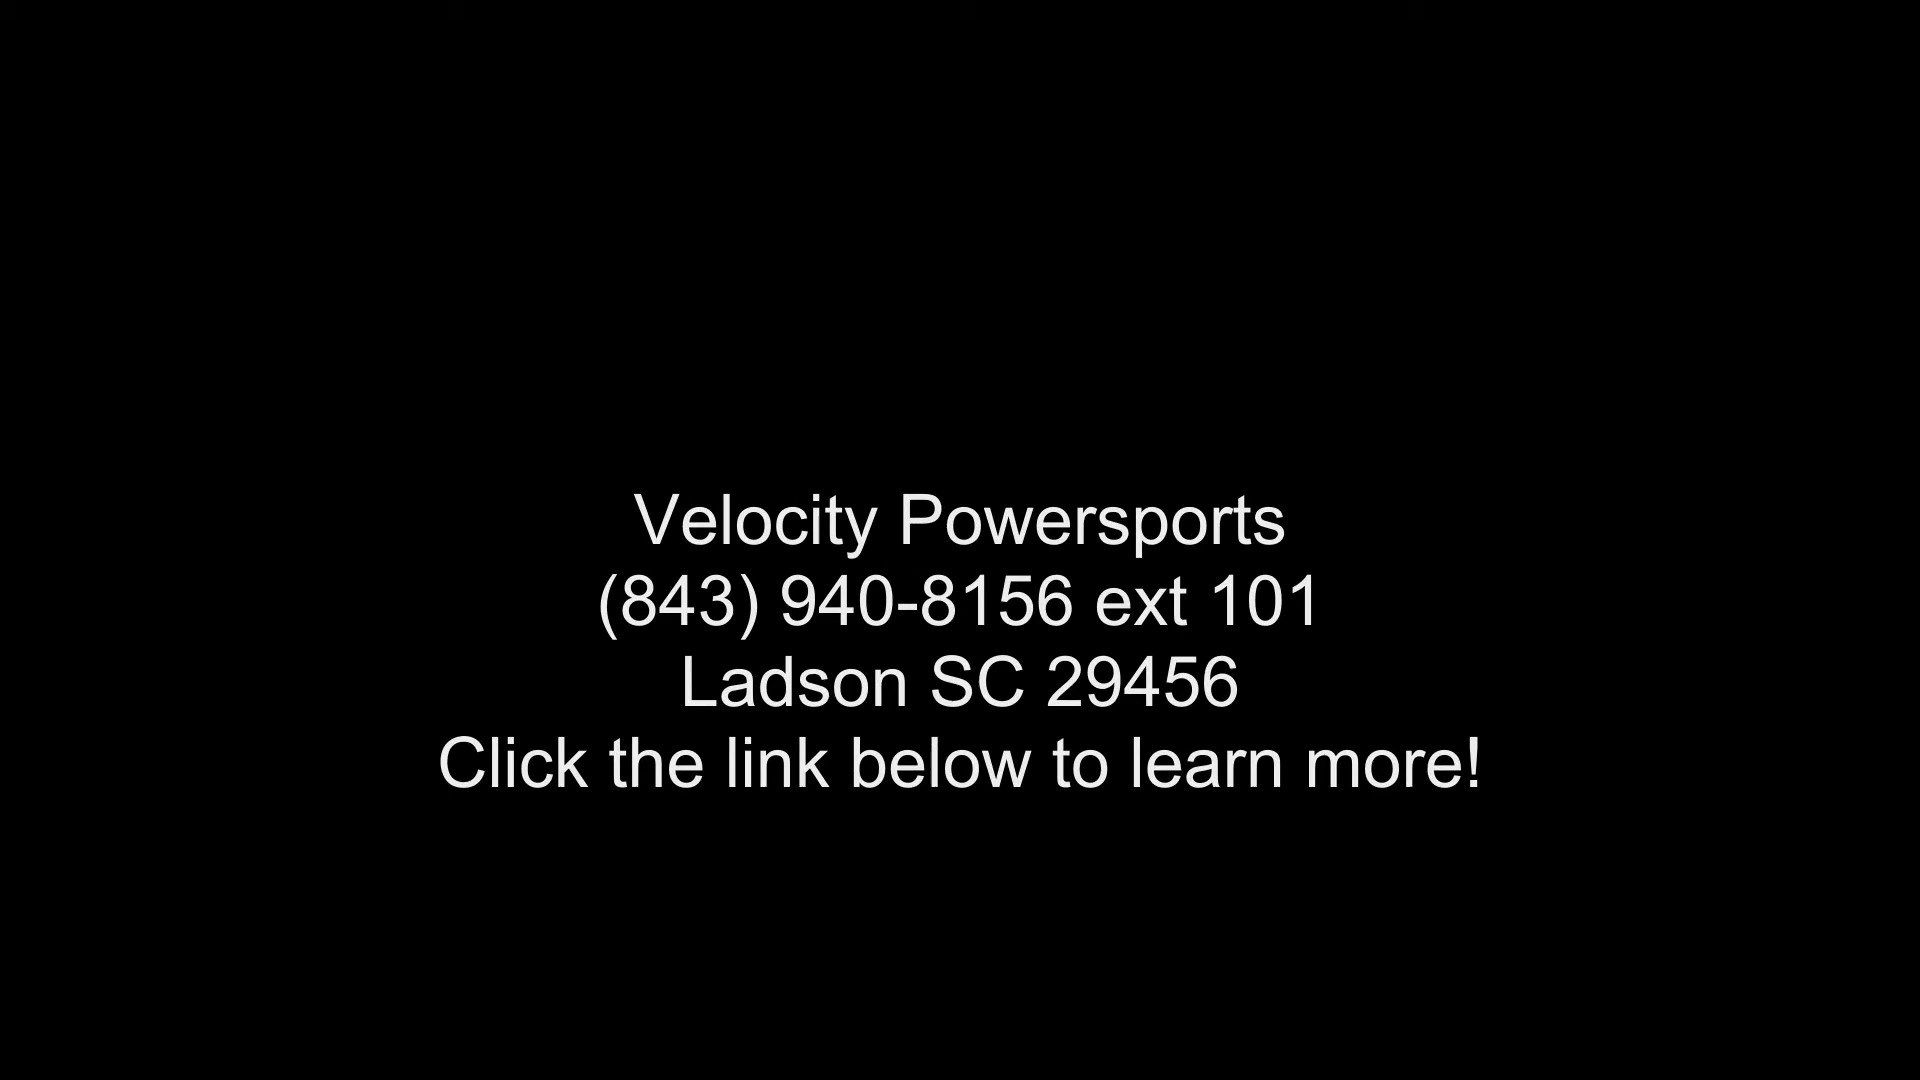 Velocity Powersports
(843) 940-8156 ext 101
Ladson SC 29456
Click the link below to learn more!